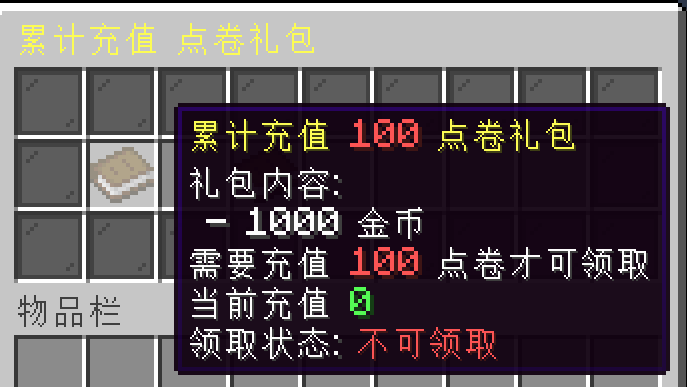 累计充值 点卷礼包
累计充值 100 点卷礼包
礼包内容:
- 1000 金币
需要充值 100 点卷才可领取
当前充值 0
领取状态: 不可领取
物品栏